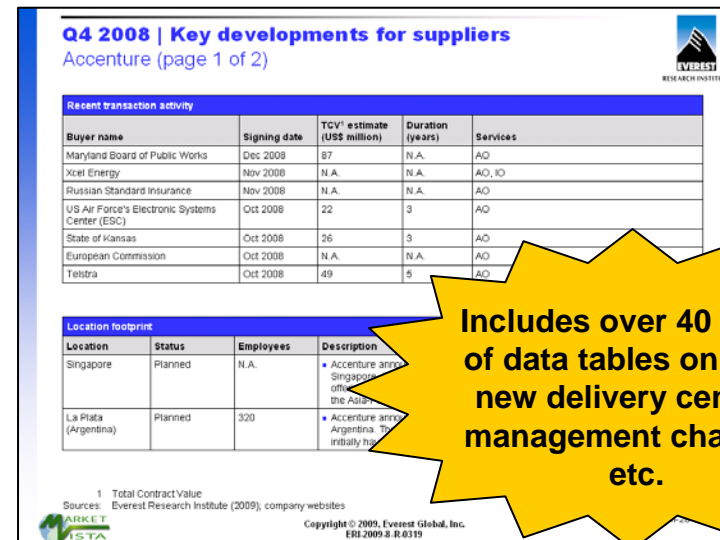 Q4 2008 | Key developments for suppliers
Accenture (page 1 of 2)
EVEREST
RESEARCH INSTIT
Recent transaction activity
Buyer name Signing date TCV1 estimate (US$ million) Duration (years) Services
Maryland Board of Public Works Dec 2008 87 N.A. AO
Xcel Energy Nov 2008 N.A. N.A. AO, IO
Russian Standard Insurance Nov 2008 N.A. N.A. AO
US Air Force's Electronic Systems Center (ESC) Oct 2008 22 3 AO
State of Kansas Oct 2008 26 3 AO
European Commission Oct 2008 N.A. N.A. AO
Telstra Oct 2008 49 5 AO
Includes over 40
of data tables on
new delivery cen
management cha
etc.
Location footprint
Location Status Employees Description
Singapore Planned N.A. ▪ Accenture anno
Singapore
offe
the Asia-
La Plata (Argentina) Planned 320 ▪ Accenture anno
Argentina. Th
initially ha
1 Total Contract Value
Sources: Everest Research Institute (2009); company websites
MARKET
VISTA
Copyright © 2009, Everest Global, Inc.
ERI-2009-8-R-0319